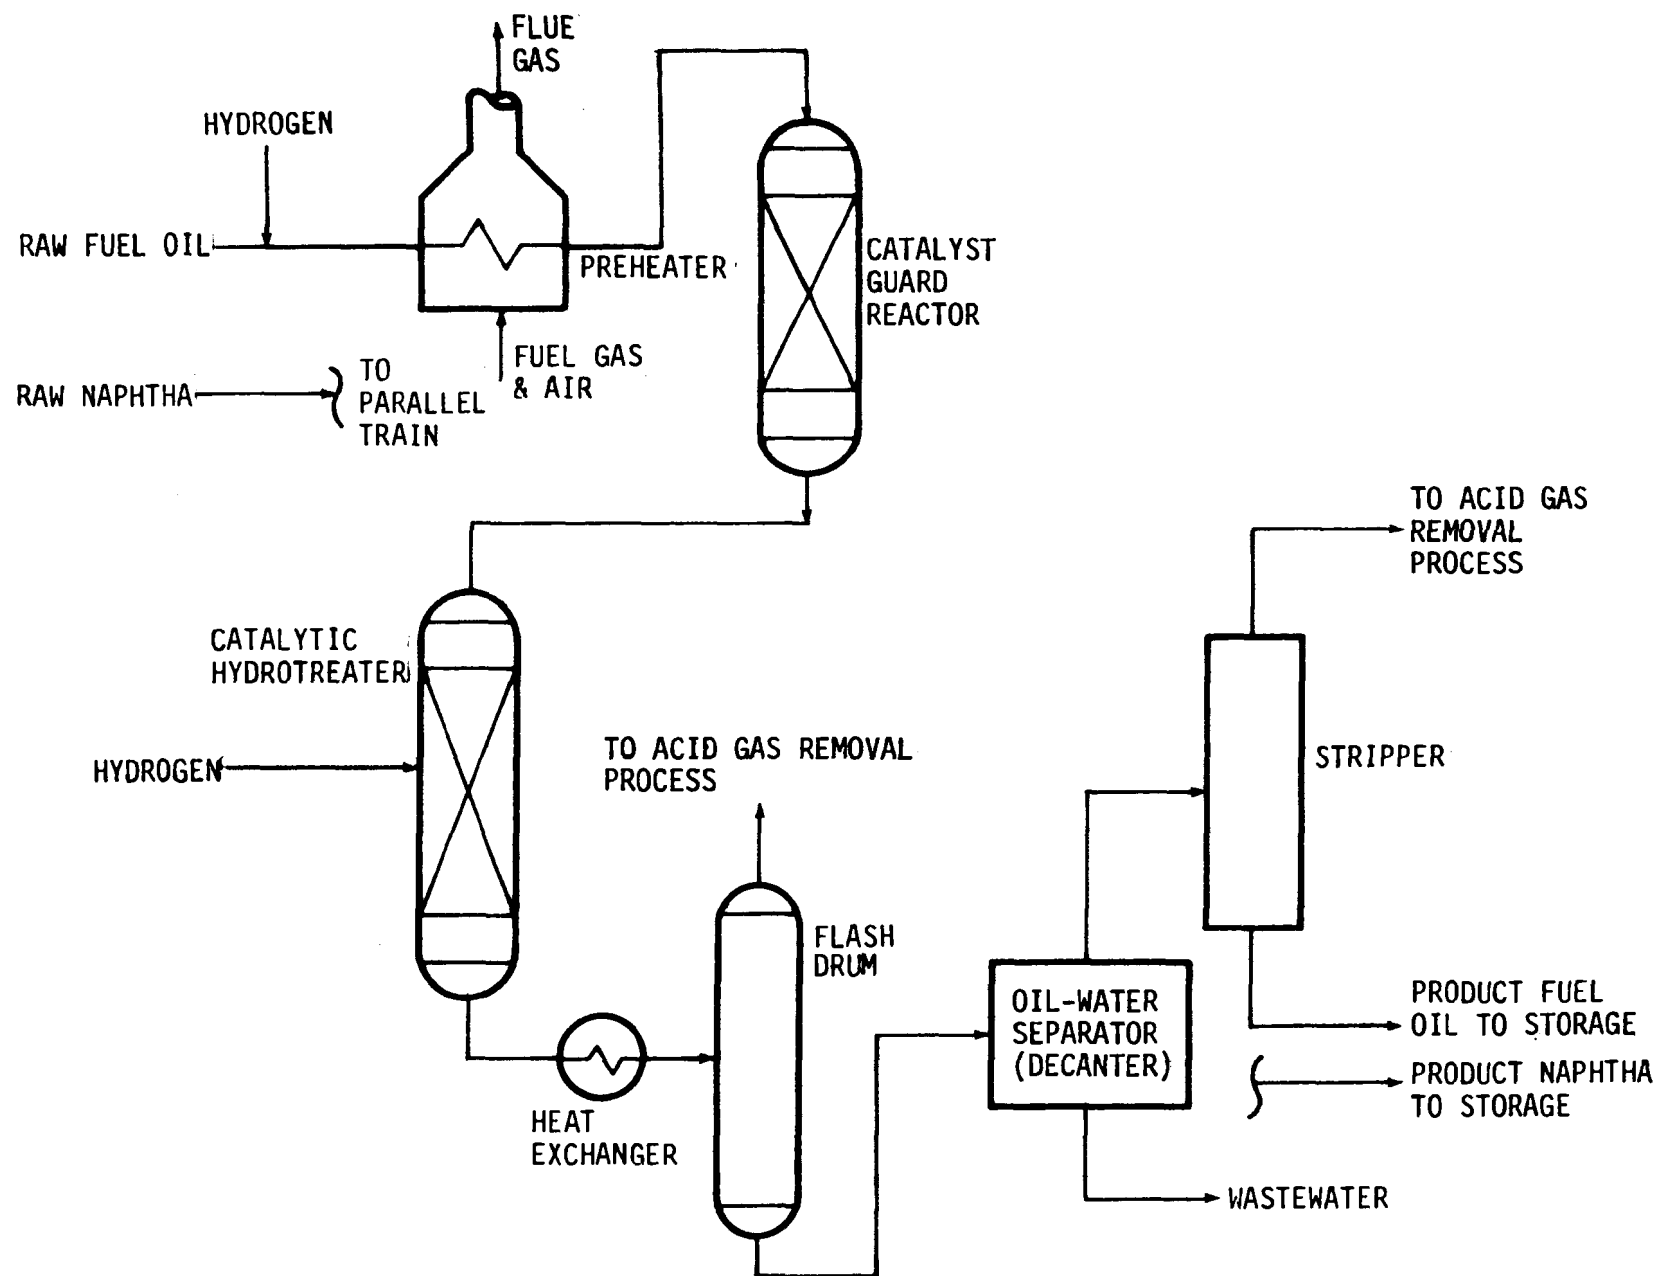 FLUE
GAS
HYDROGEN
RAW FUEL OIL
PREHEATER
CATALYST
GUARD
REACTOR
FUEL GAS
& AIR
RAW NAPHTHA
TO
PARALLEL
TRAIN
TO ACID GAS
REMOVAL
PROCESS
CATALYTIC
HYDROTREATER
HYDROGEN
TO ACID GAS REMOVAL
PROCESS
STRIPPER
FLASH
DRUM
OIL-WATER
SEPARATOR
(DECANTER)
PRODUCT FUEL
OIL TO STORAGE
PRODUCT NAPHTHA
TO STORAGE
HEAT
EXCHANGER
WASTEWATER